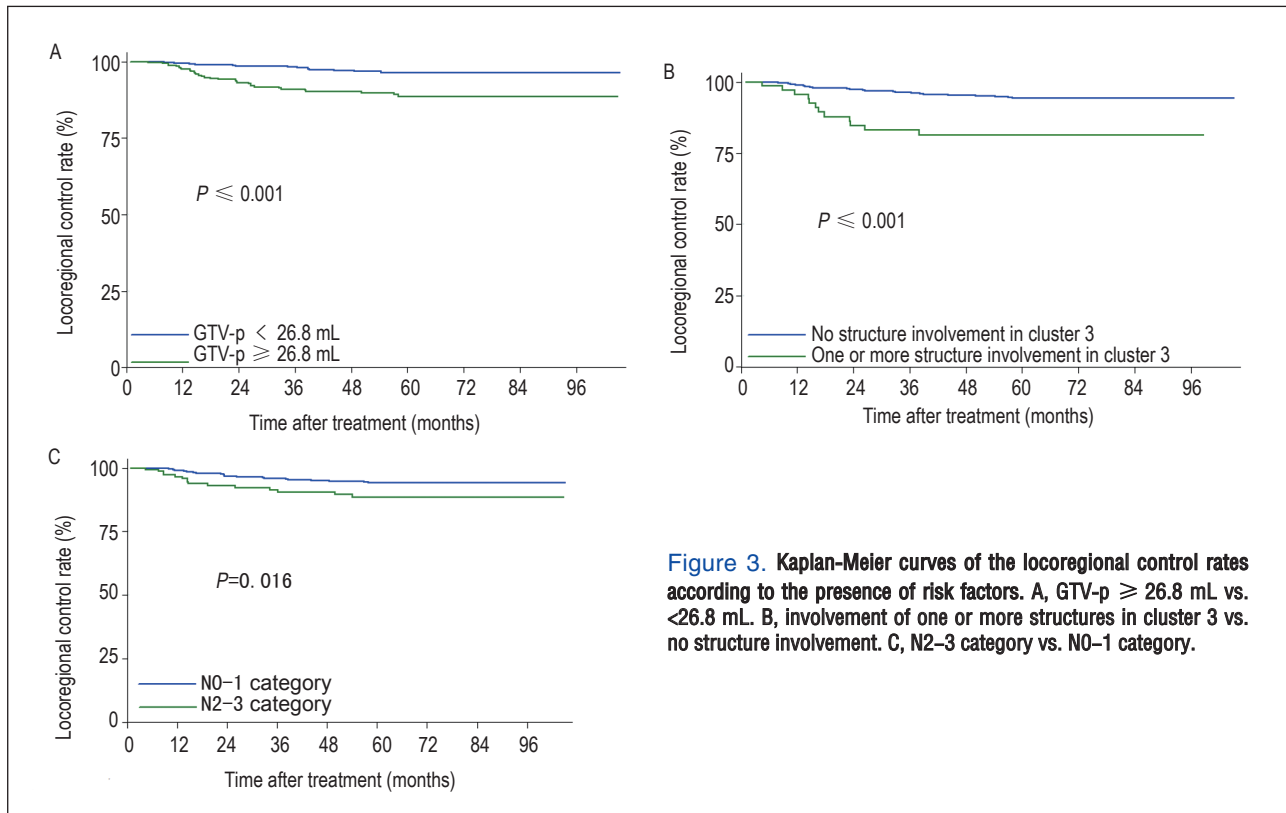 A
100
75
50
25
0
Locoregional control rate (%)
P ≤ 0.001
GTV-p < 26.8 mL
GTV-p ≥ 26.8 mL
0 12 24 36 48 60 72 84 96
Time after treatment (months)
B
100
75
50
25
0
Locoregional control rate (%)
P ≤ 0.001
No structure involvement in cluster 3
One or more structure involvement in cluster 3
0 12 24 36 48 60 72 84 96
Time after treatment (months)
C
100
75
50
25
0
Locoregional control rate (%)
P=0. 016
N0-1 category
N2-3 category
0 12 24 36 48 60 72 84 96
Time after treatment (months)
Figure 3. Kaplan-Meier curves of the locoregional control rates
according to the presence of risk factors. A, GTV-p ≥ 26.8 mL vs.
<26.8 mL. B, involvement of one or more structures in cluster 3 vs.
no structure involvement. C, N2–3 category vs. N0–1 category.